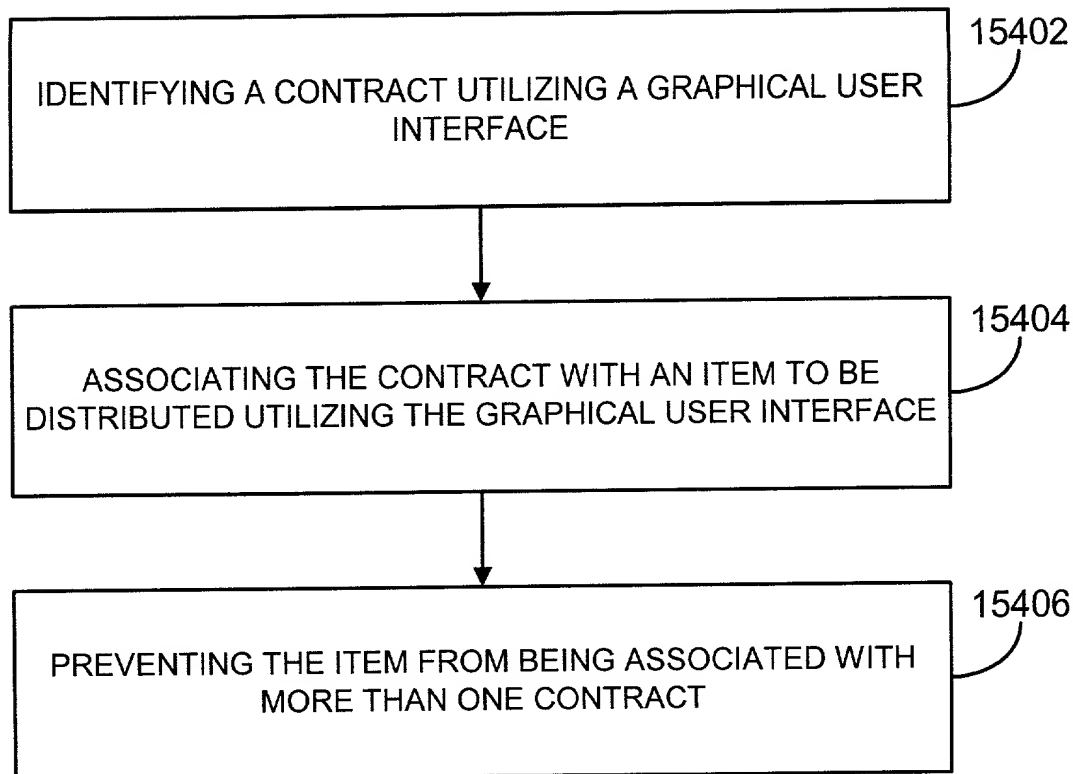 15402
IDENTIFYING A CONTRACT UTILIZING A GRAPHICAL USER
INTERFACE
15404
ASSOCIATING THE CONTRACT WITH AN ITEM TO BE
DISTRIBUTED UTILIZING THE GRAPHICAL USER INTERFACE
15406
PREVENTING THE ITEM FROM BEING ASSOCIATED WITH
MORE THAN ONE CONTRACT